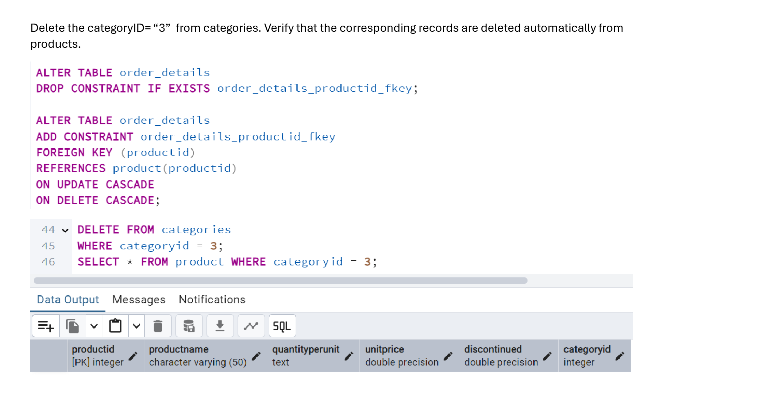 Delete the categoryID= “3”  from categories. Verify that the corresponding records are deleted automatically from
products.
ALTER TABLE order_details
DROP CONSTRAINT IF EXISTS order_details_productid_fkey;
ALTER TABLE order_details
ADD CONSTRAINT order_details_productid_fkey
FOREIGN KEY (productid)
REFERENCES product(productid)
ON UPDATE CASCADE
ON DELETE CASCADE;
44 DELETE FROM categories
45 WHERE categoryid = 3;
46 SELECT * FROM product WHERE categoryid = 3;
Data Output Messages Notifications
SQL
productid productname quantityperunit unitprice discontinued categoryid
[PK] integer character varying (50) text double precision double precision integer